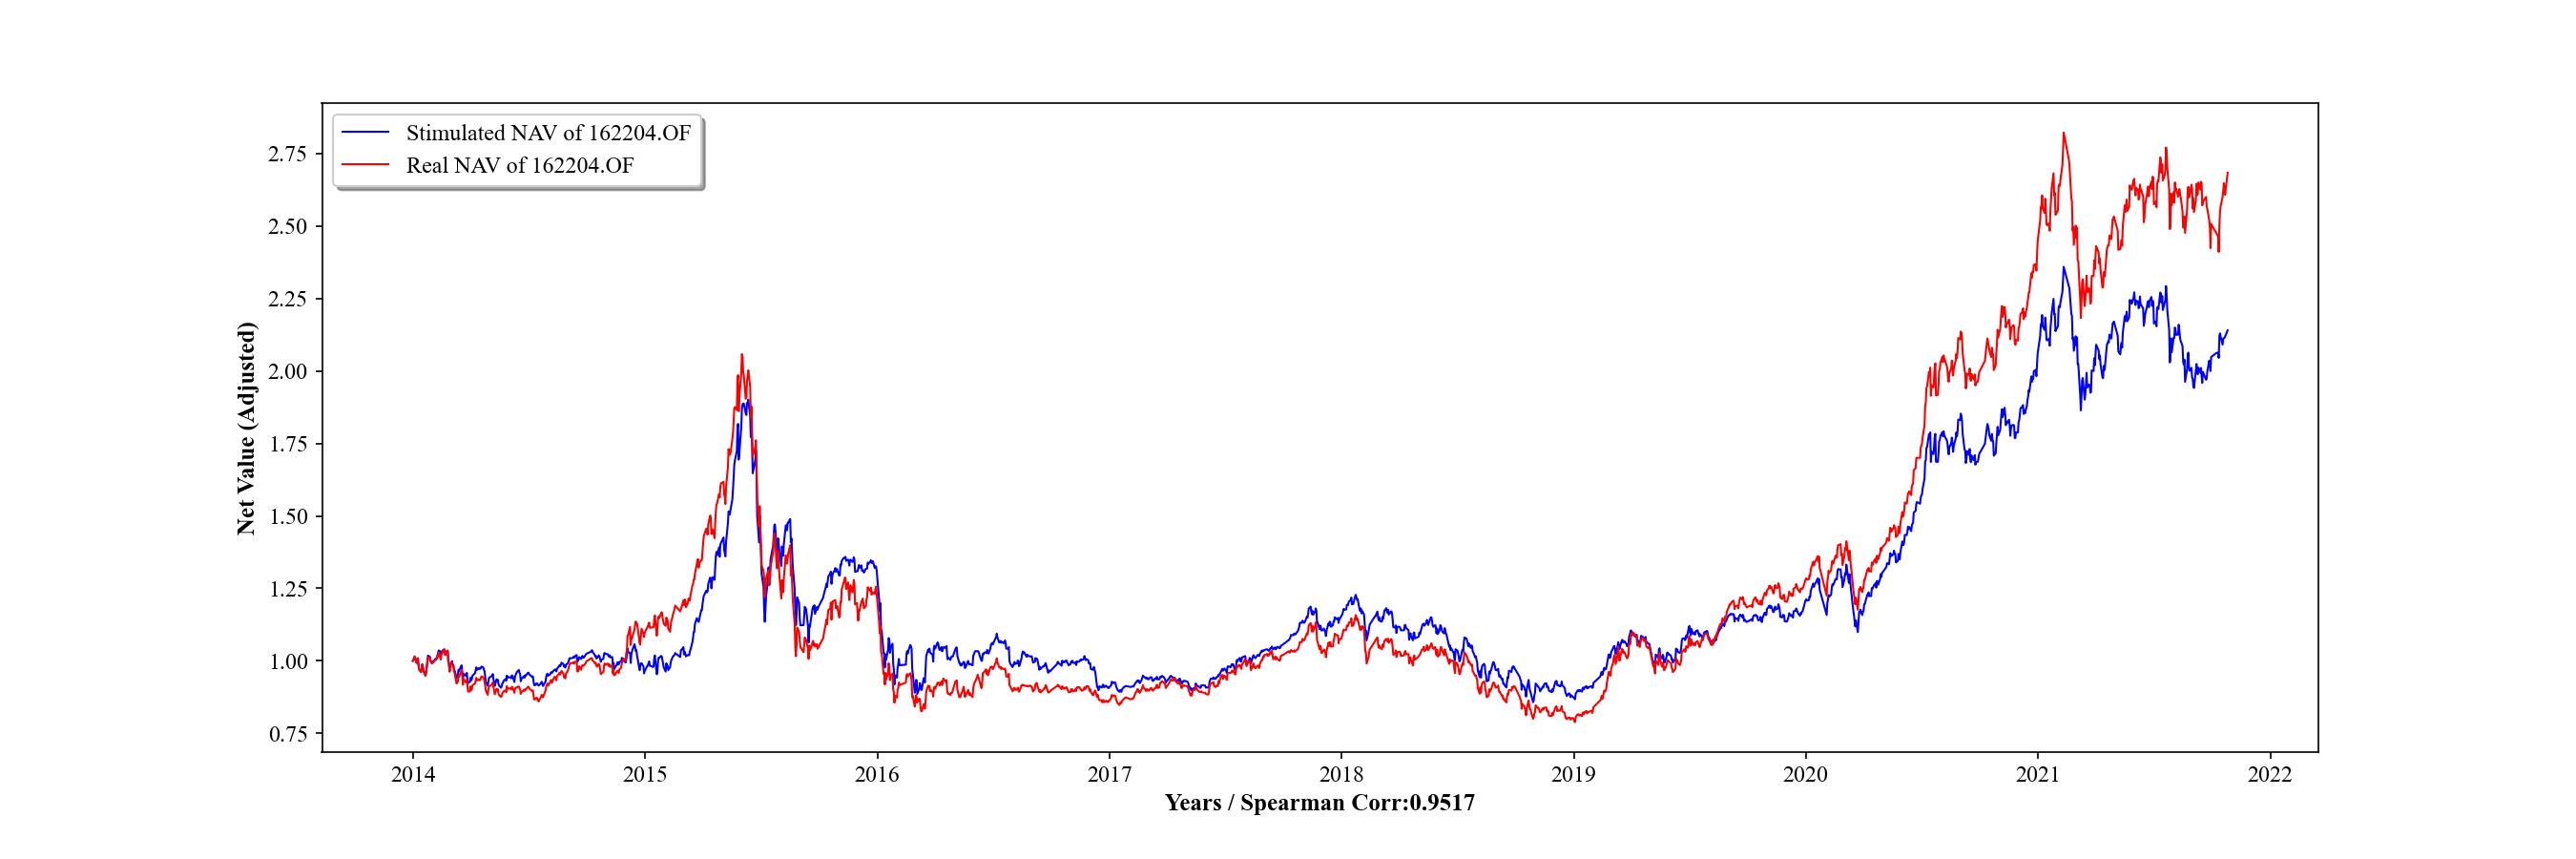 Stimulated NAV of 162204.OF
Real NAV of 162204.OF
2.75
2.50
2.25
2.00
1.75
1.50
1.25
1.00
0.75
Net Value (Adjusted)
2014 2015 2016 2017 2018 2019 2020 2021 2022
Years / Spearman Corr:0.9517